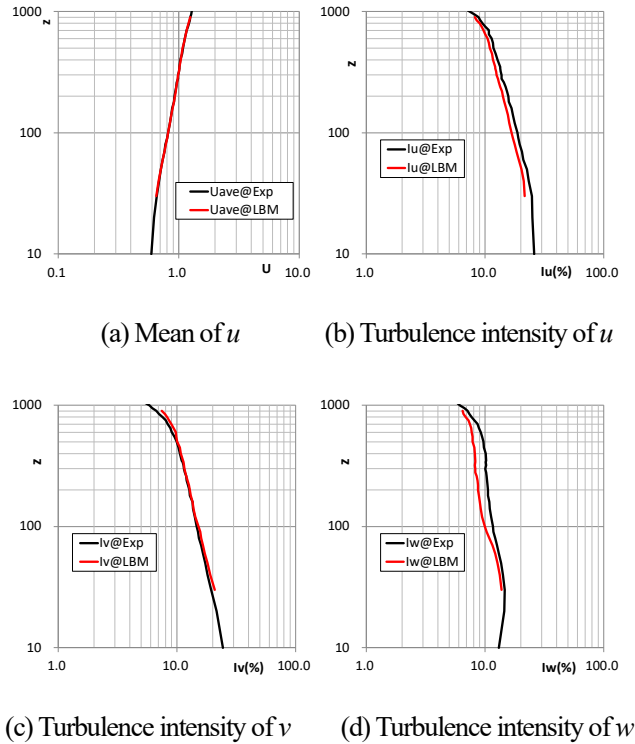 1000
100
10
z
Uave@Exp
Uave@LBM
0.1 1.0 U 10.0
1000
100
10
z
Iu@Exp
Iu@LBM
1.0 10.0 Iu(%) 100.0
(a) Mean of u (b) Turbulence intensity of u
1000
100
10
z
Iv@Exp
Iv@LBM
1.0 10.0 Iv(%) 100.0
1000
100
10
z
Iw@Exp
Iw@LBM
1.0 10.0 Iw(%) 100.0
(c) Turbulence intensity of v (d) Turbulence intensity of w